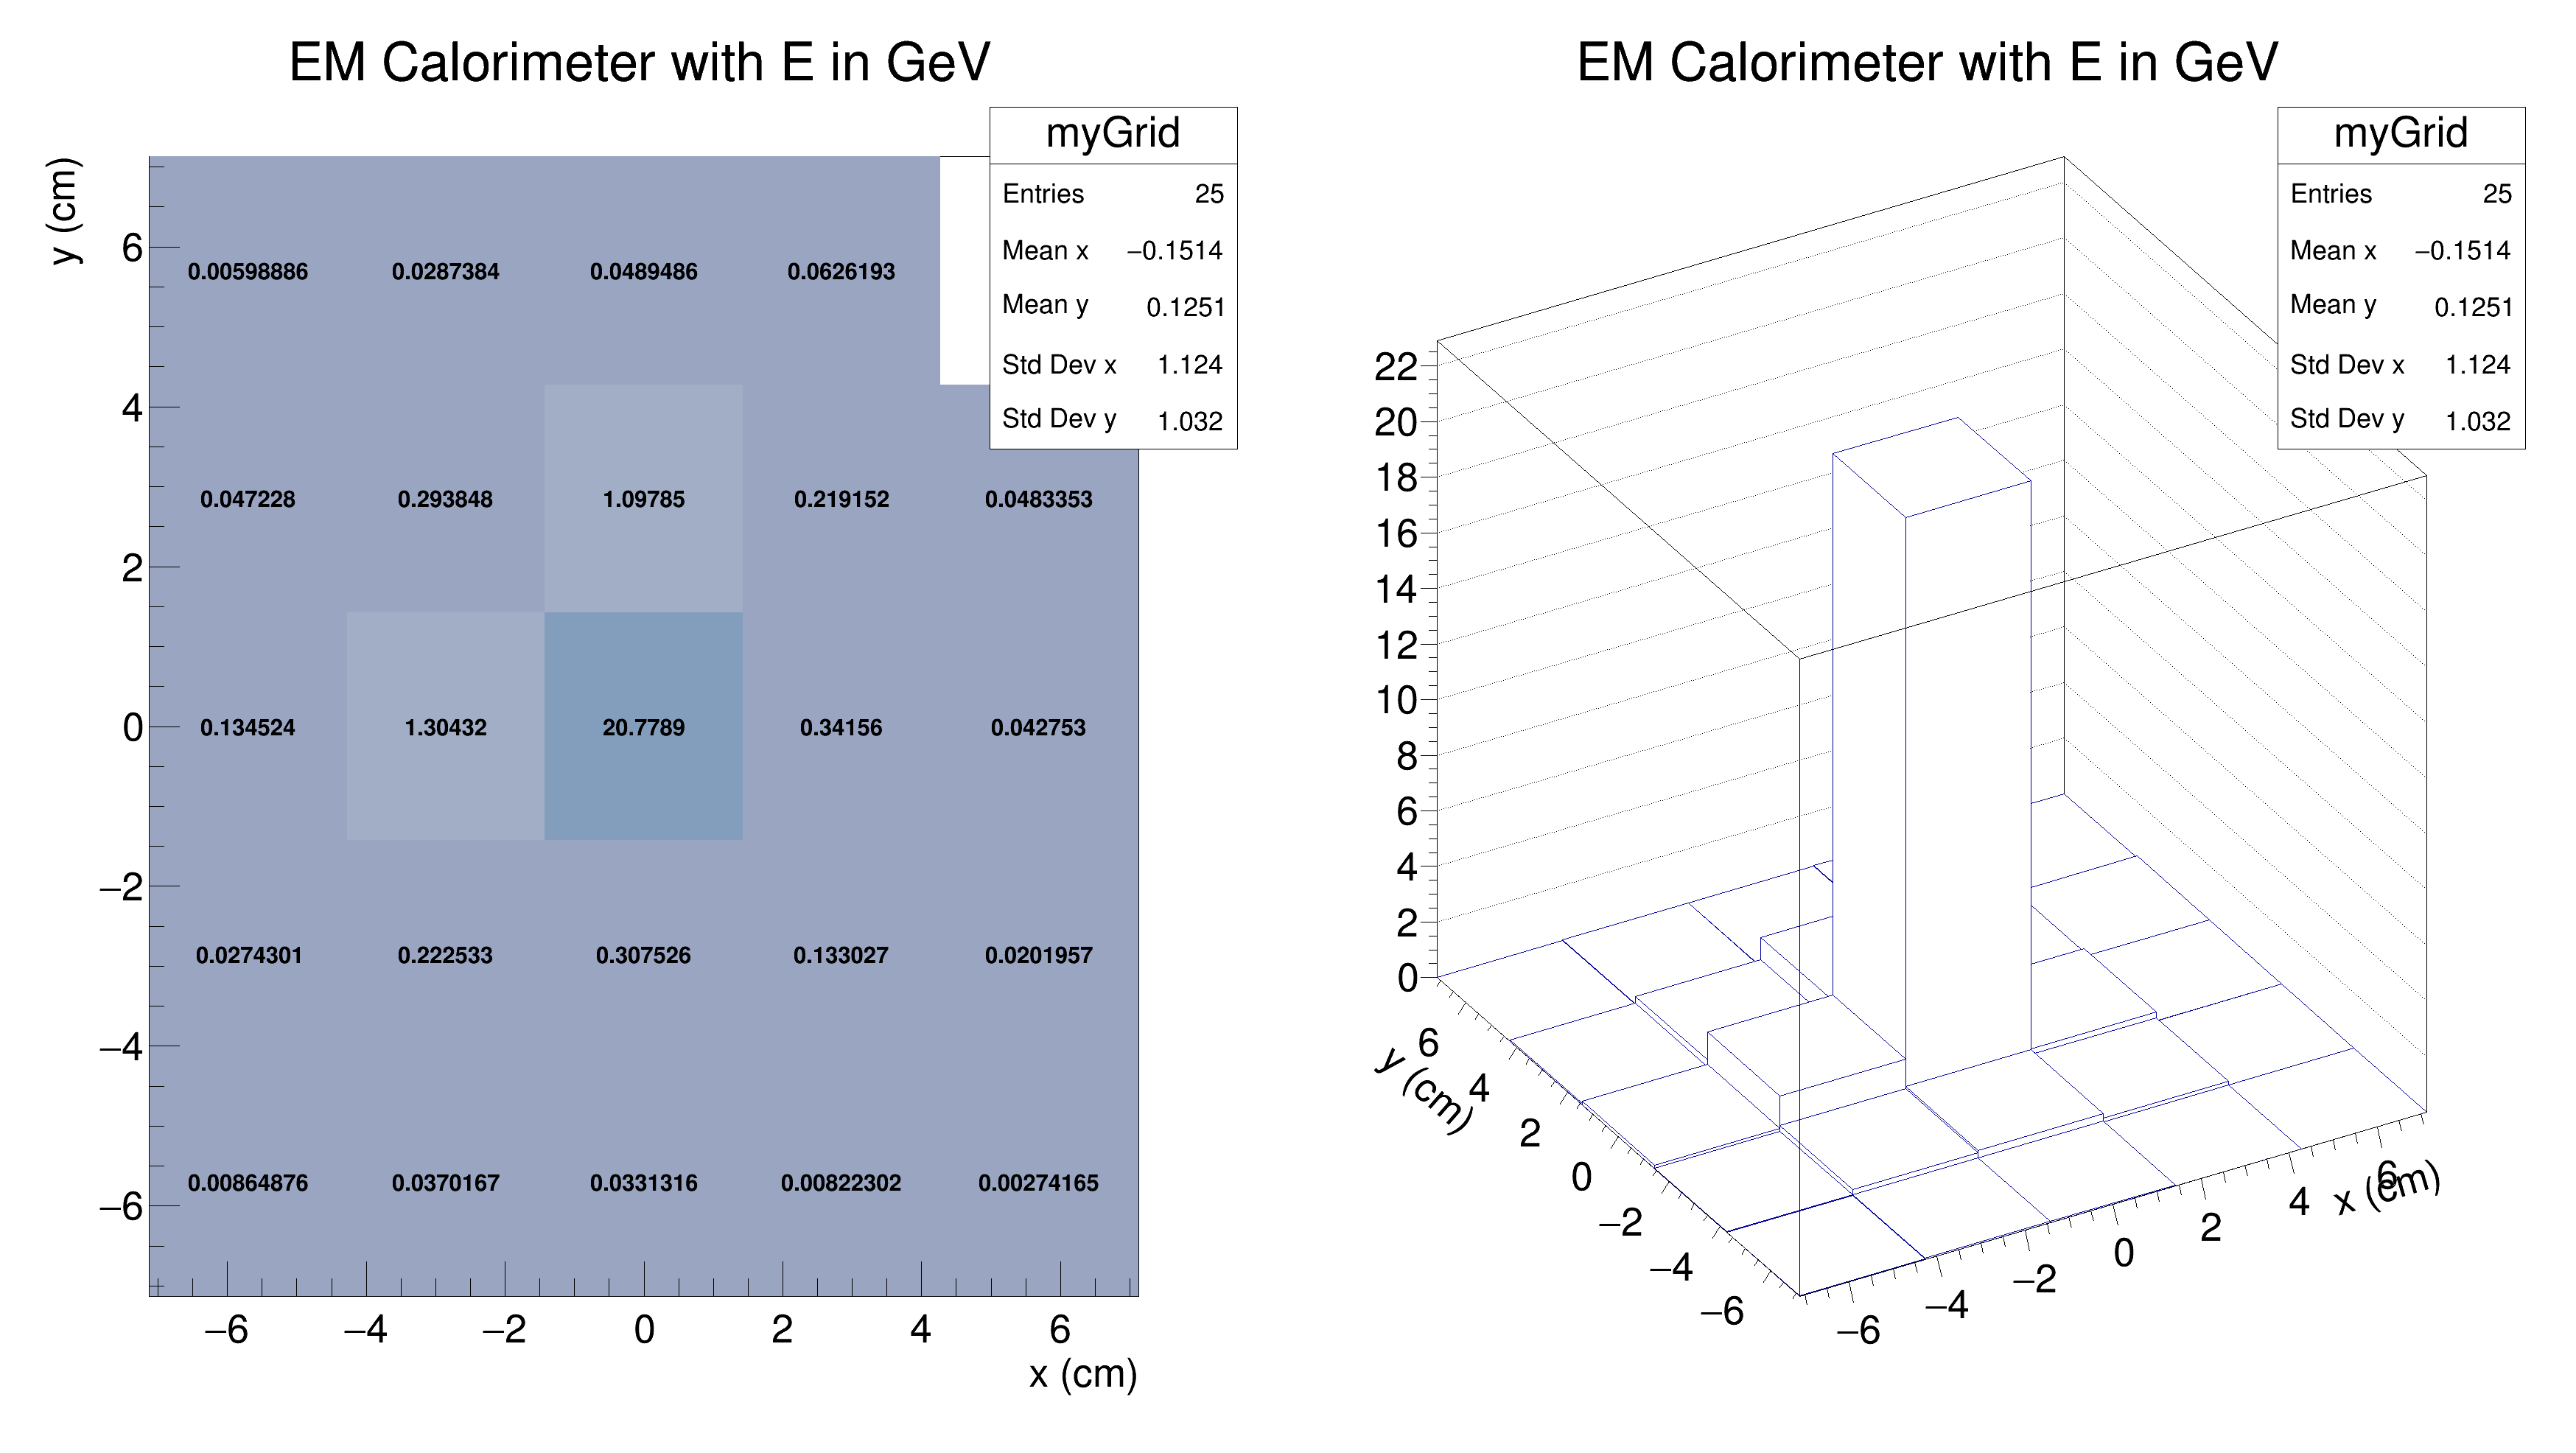 EM Calorimeter with E in GeV
myGrid
Entries 25
Mean x −0.1514
Mean y 0.1251
Std Dev x 1.124
Std Dev y 1.032
y (cm)
6
4
2
0
−2
−4
−6
0.00598886 0.0287384 0.0489486 0.0626193
0.047228 0.293848 1.09785 0.219152 0.0483353
0.134524 1.30432 20.7789 0.34156 0.042753
0.0274301 0.222533 0.307526 0.133027 0.0201957
0.00864876 0.0370167 0.0331316 0.00822302 0.00274165
−6 −4 −2 0 2 4 6
x (cm)
EM Calorimeter with E in GeV
myGrid
Entries 25
Mean x −0.1514
Mean y 0.1251
Std Dev x 1.124
Std Dev y 1.032
22
20
18
16
14
12
10
8
6
4
2
0
y (cm)
6
4
2
0
−2
−4
−6
−6
−4
−2
0
2
4
6
x (cm)